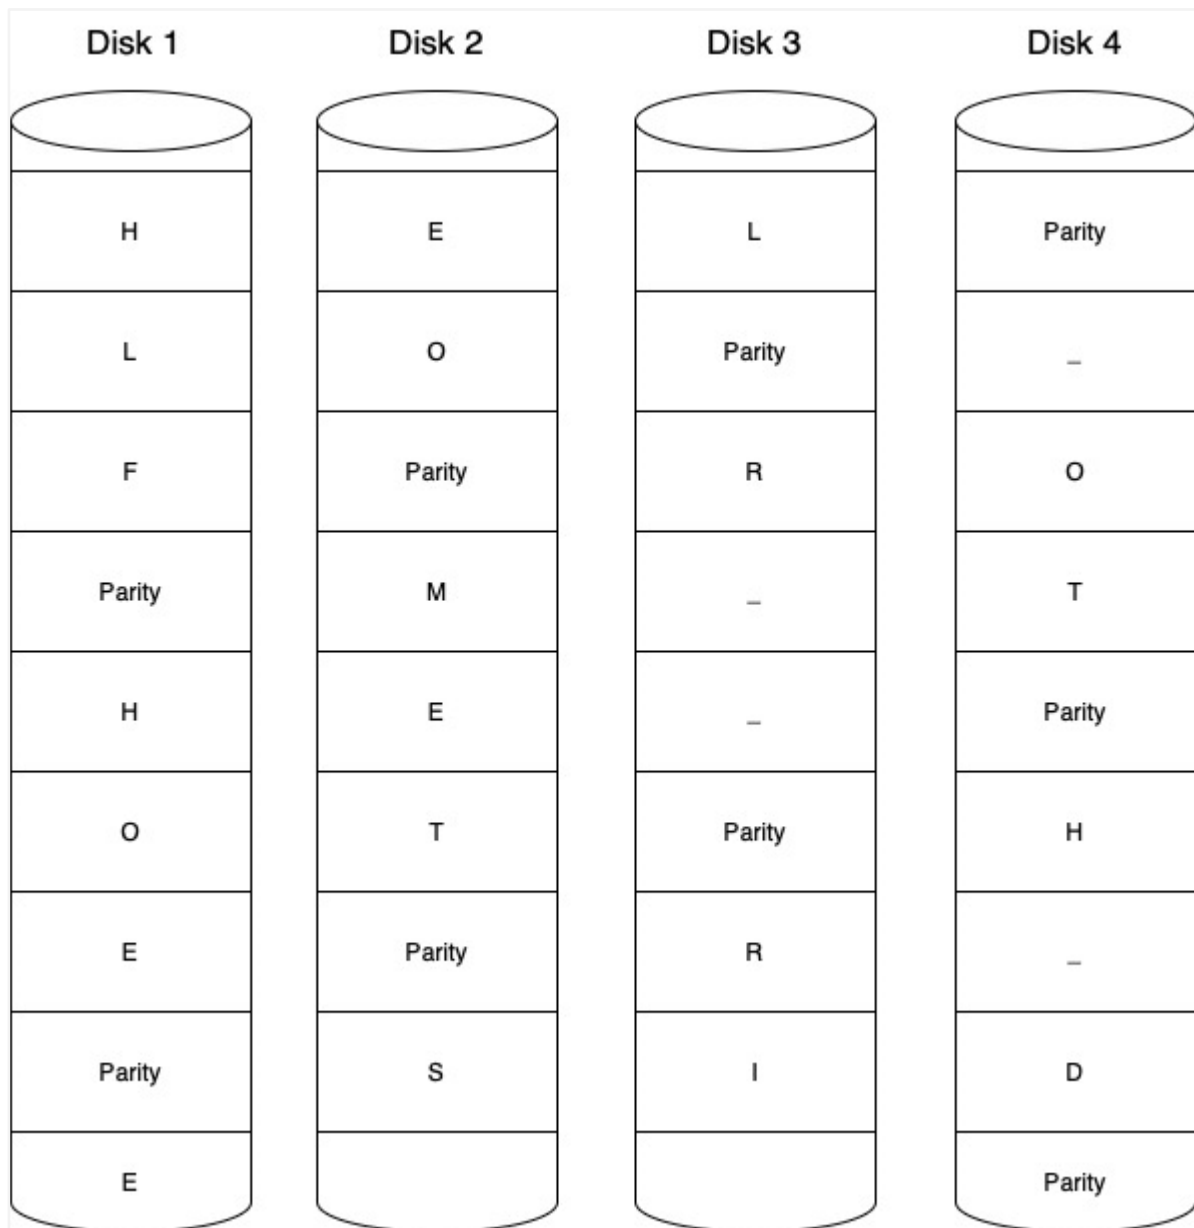 Disk 1 Disk 2 Disk 3 Disk 4
H E L Parity
L O Parity _
F Parity R O
Parity M _ T
H E _ Parity
O T Parity H
E Parity R _
Parity S I D
E Parity